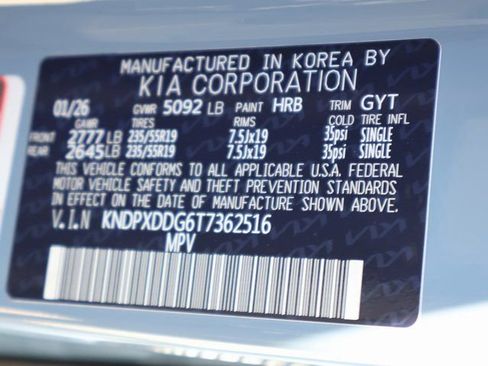 MANUFACTURED IN KOREA BY
KIA CORPORATION
01/26 GVWR 5092 LB PAINT HRB TRIM GYT
GAWR TIRES RIMS COLD TIRE INFL
FRONT 2777 LB 235/55R19 7.5Jx19 35psi SINGLE
REAR 2645 LB 235/55R19 7.5Jx19 35psi SINGLE
THIS VEHICLE CONFORMS TO ALL APPLICABLE U.S.A. FEDERAL
MOTOR VEHICLE SAFETY AND THEFT PREVENTION STANDARDS
IN EFFECT ON THE DATE OF MANUFACTURE SHOWN ABOVE.
V.I.N KNDPXDDG6T7362516
MPV